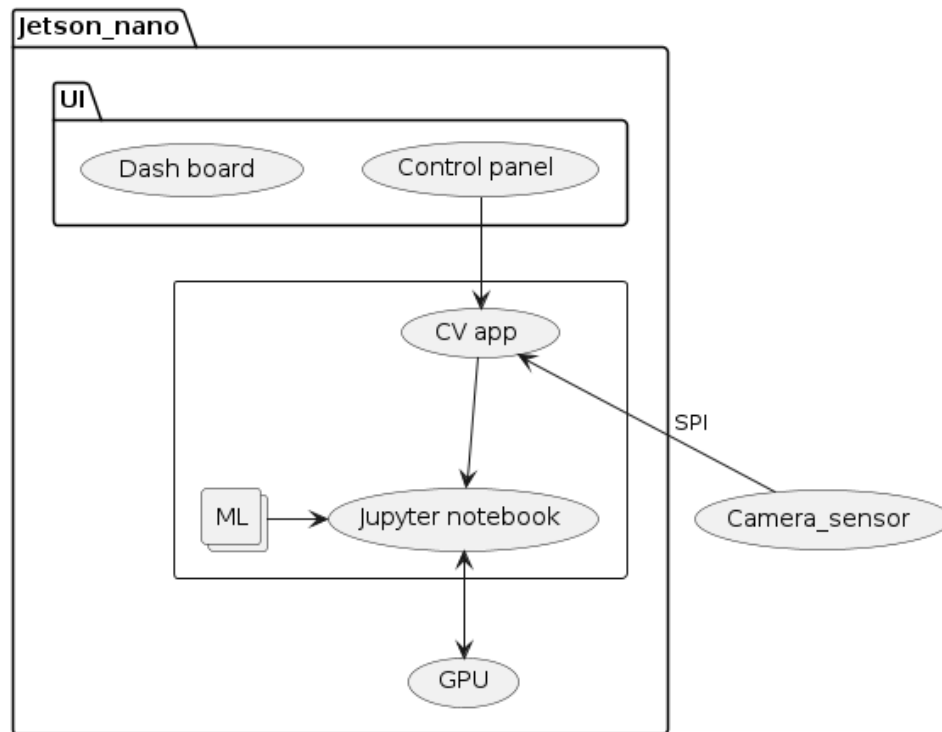 Jetson_nano
UI
Dash board
Control panel
CV app
SPI
ML
Jupyter notebook
Camera_sensor
GPU